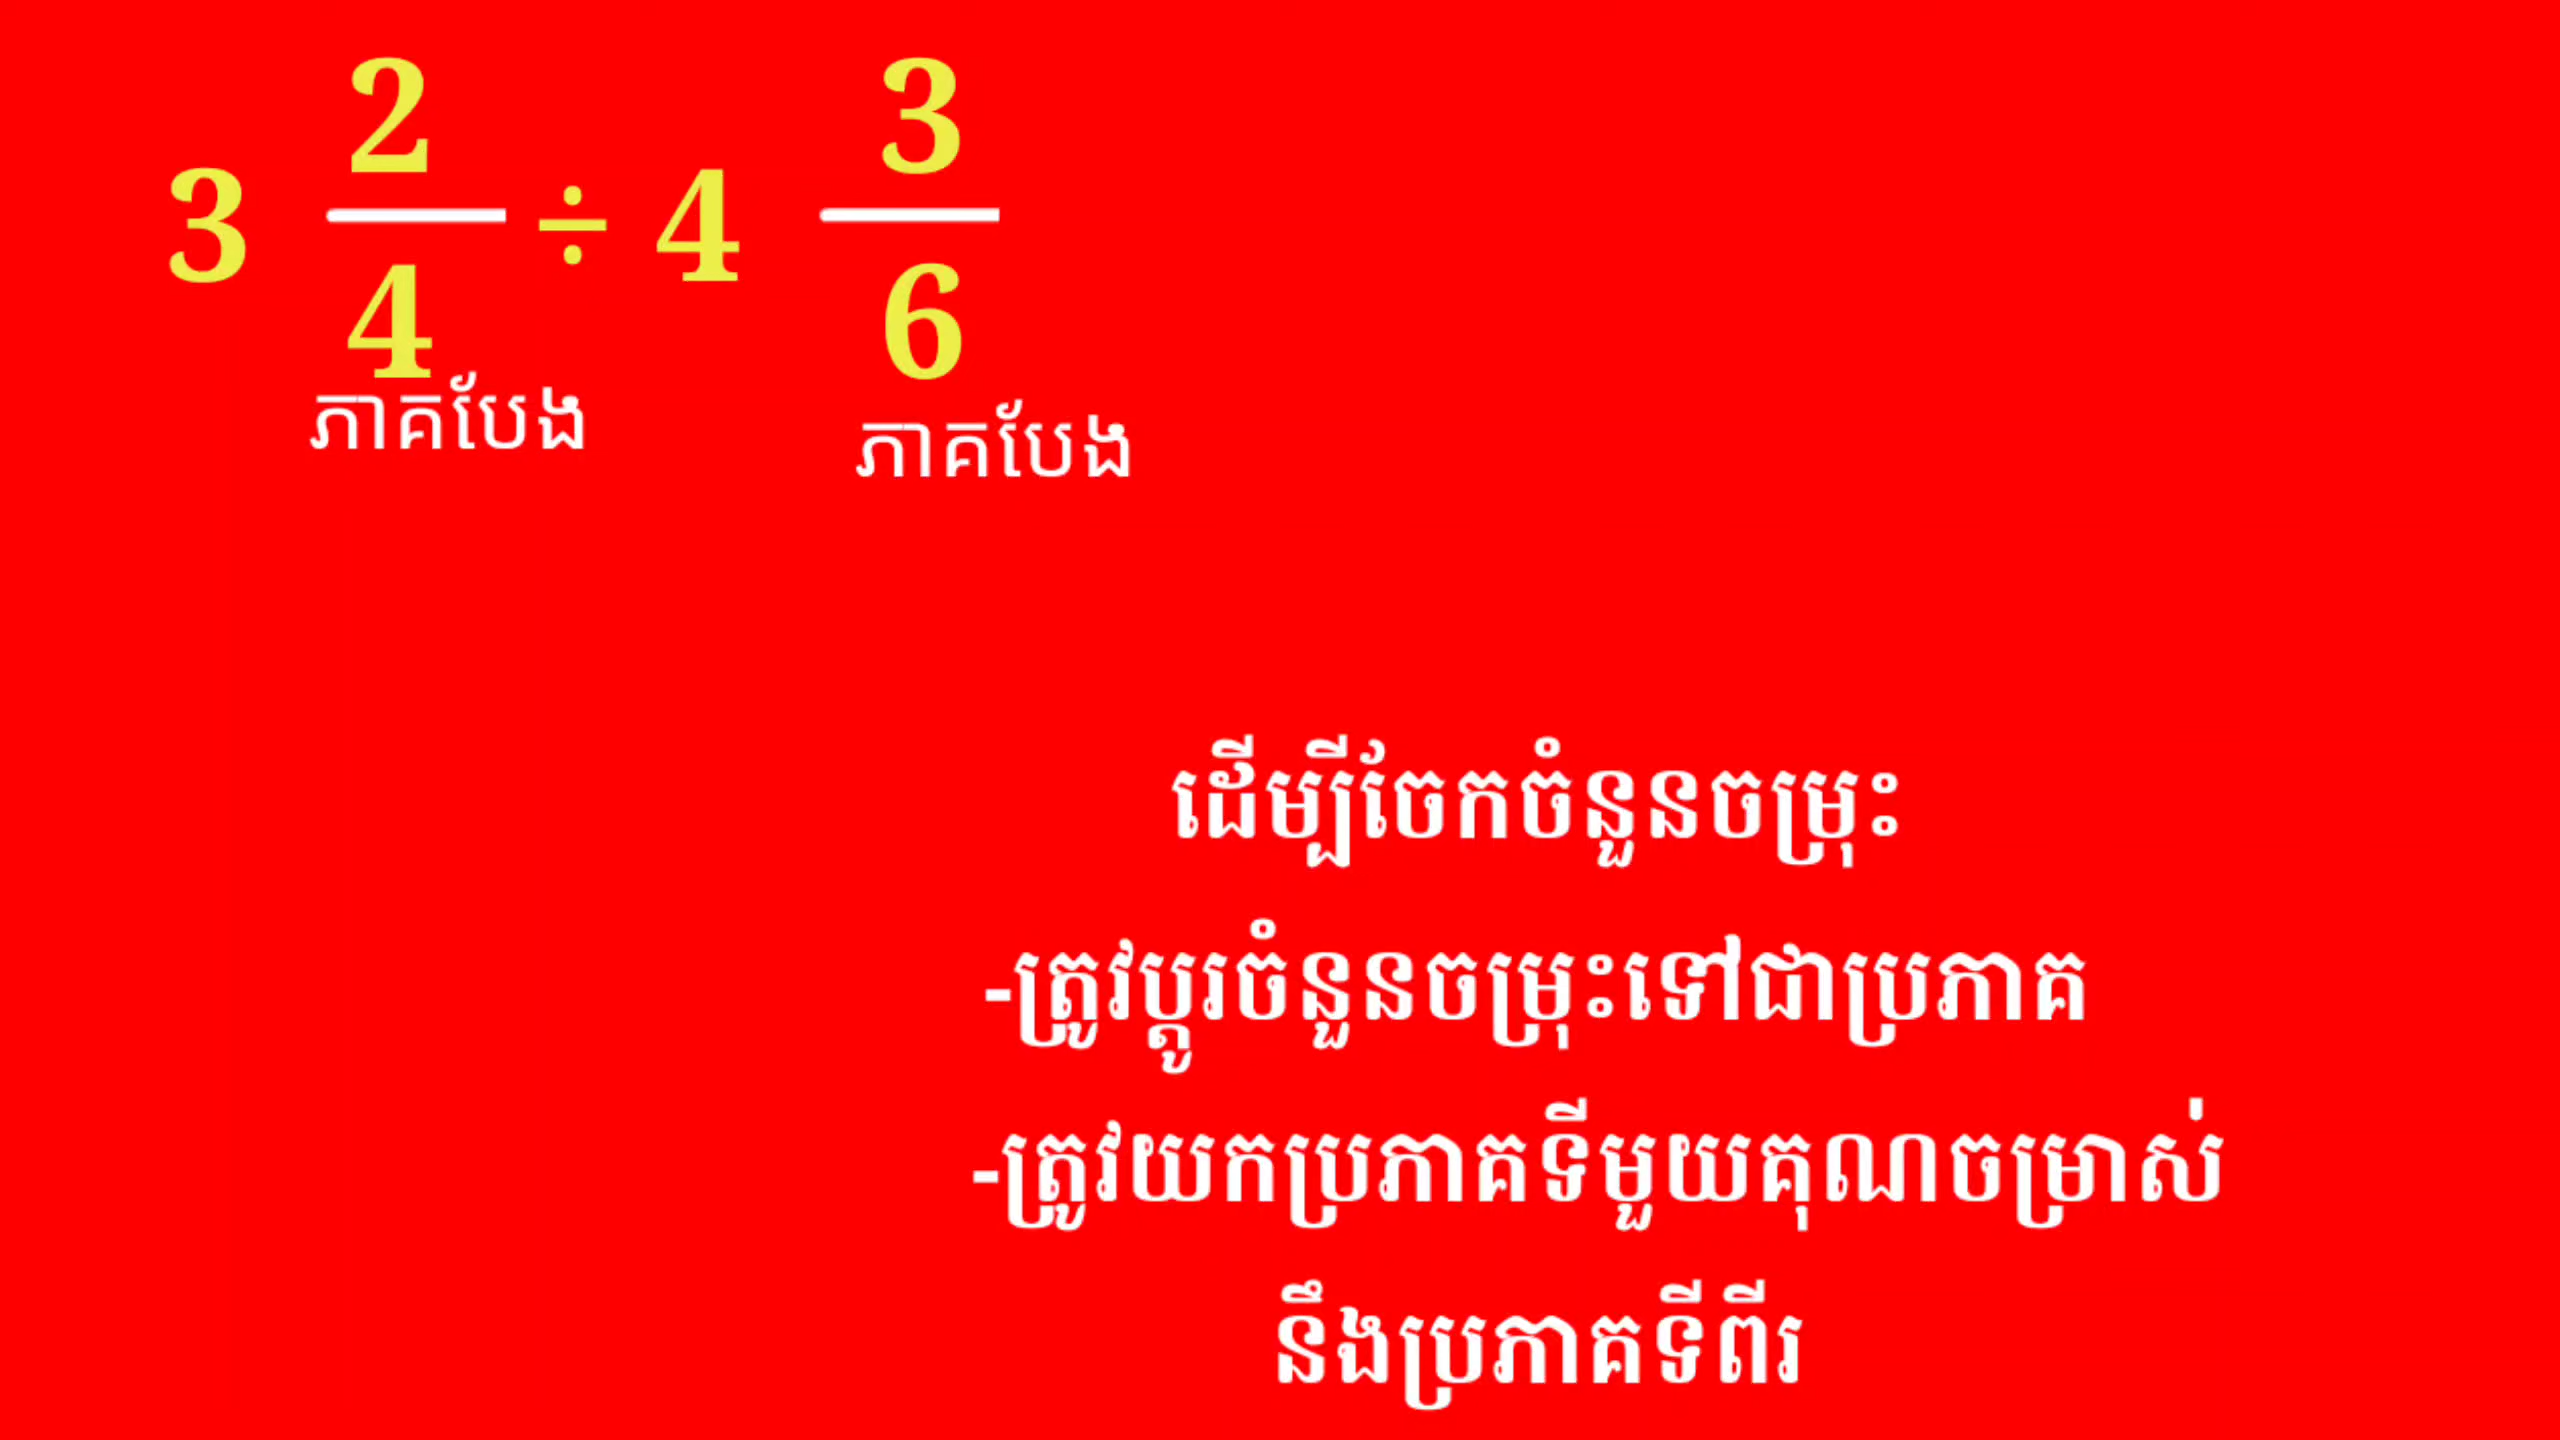 3 2/4 ÷ 4 3/6
ភាគបែង
ភាគបែង
ដើម្បីចែកចំនួនចម្រុះ
-ត្រូវប្ដូរចំនួនចម្រុះទៅជាប្រភាគ
-ត្រូវយកប្រភាគទីមួយគុណចម្រាស់
នឹងប្រភាគទីពីរ